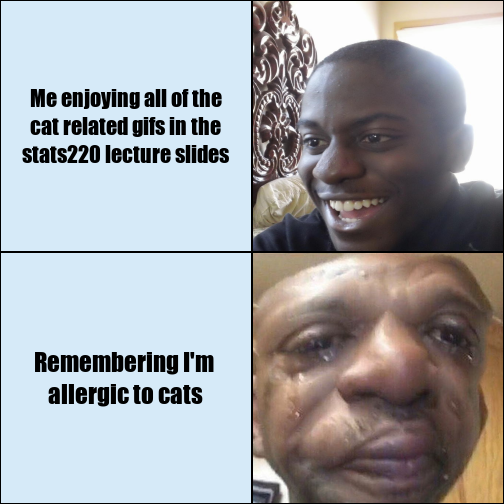 Me enjoying all of the
cat related gifs in the
stats220 lecture slides
Remembering I'm
allergic to cats